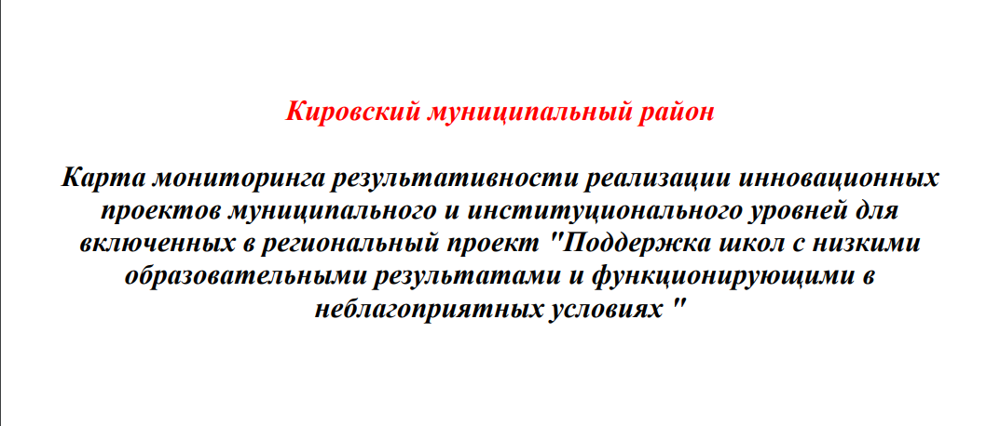 Кировский муниципальный район
Карта мониторинга результативности реализации инновационных
проектов муниципального и институционального уровней для
включенных в региональный проект "Поддержка школ с низкими
образовательными результатами и функционирующими в
неблагоприятных условиях "